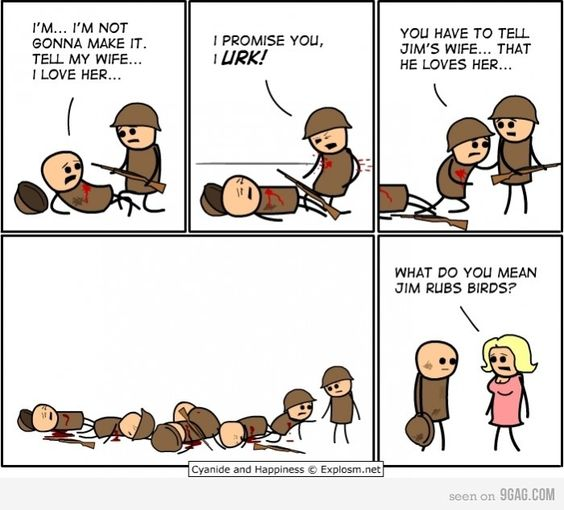 I'M... I'M NOT
GONNA MAKE IT.
TELL MY WIFE...
I LOVE HER...
I PROMISE YOU,
I URK!
YOU HAVE TO TELL
JIM'S WIFE... THAT
HE LOVES HER...
WHAT DO YOU MEAN
JIM RUBS BIRDS?
Cyanide and Happiness © Explosm.net
seen on 9GAG.COM